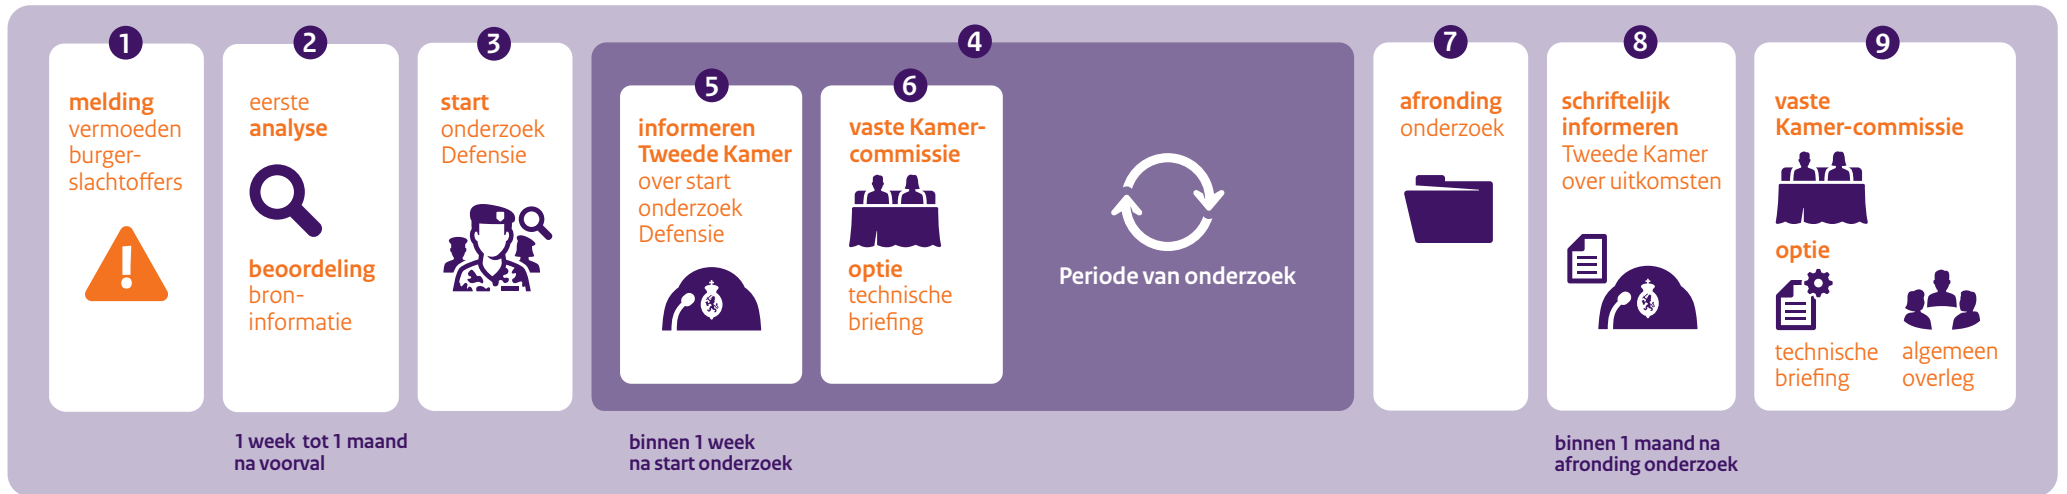 1
melding
vermoeden
burger-
slachtoffers
2
eerste
analyse
beoordeling
bron-
informatie
1 week tot 1 maand
na voorval
3
start
onderzoek
Defensie
4
5
informeren
Tweede Kamer
over start
onderzoek
Defensie
binnen 1 week
na start onderzoek
6
vaste Kamer-
commissie
optie
technische
briefing
Periode van onderzoek
7
afronding
onderzoek
8
schriftelijk
informeren
Tweede Kamer
over uitkomsten
binnen 1 maand na
afronding onderzoek
9
vaste
Kamer-commissie
optie
technische
briefing
algemeen
overleg